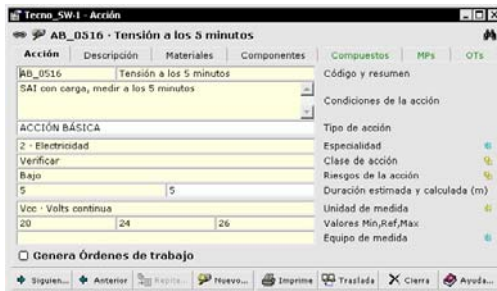 Tecno_SW-1 - Acción
AB_0516 · Tensión a los 5 minutos
Acción Descripción Materiales Componentes Compuestos MPs OTs
AB_0516 Tensión a los 5 minutos Código y resumen
SAI con carga, medir a los 5 minutos
Condiciones de la acción
ACCIÓN BÁSICA Tipo de acción
2 - Electricidad Especialidad
Verificar Clase de acción
Bajo Riesgos de la acción
5 5 Duración estimada y calculada (m)
Vcc · Volts continua Unidad de medida
20 24 26 Valores Min,Ref,Max
Equipo de medida
Genera Órdenes de trabajo
Siguien... Anterior Repite... Nuevo... Imprime Traslada Cierra Ayuda...